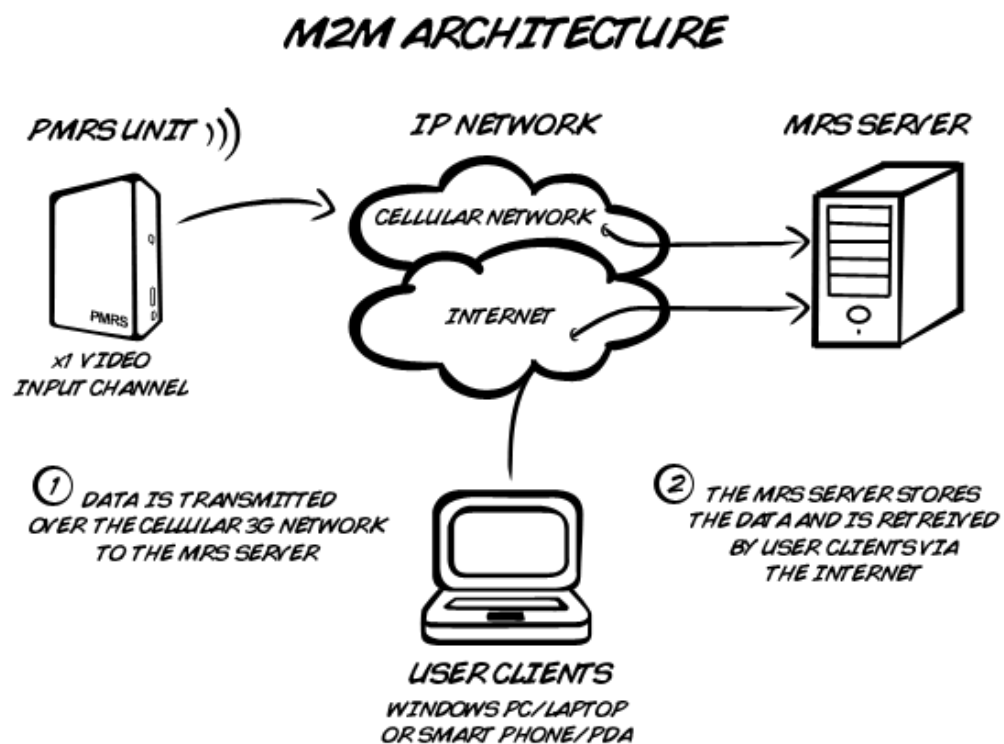 M2M ARCHITECTURE
PMRS UNIT
IP NETWORK
MRS SERVER
CELLULAR NETWORK
INTERNET
PMRS
X1 VIDEO
INPUT CHANNEL
1 DATA IS TRANSMITTED
OVER THE CELLULAR 3G NETWORK
TO THE MRS SERVER
2 THE MRS SERVER STORES
THE DATA AND IS RETREIVED
BY USER CLIENTS VIA
THE INTERNET
USER CLIENTS
WINDOWS PC/LAPTOP
OR SMART PHONE/PDA